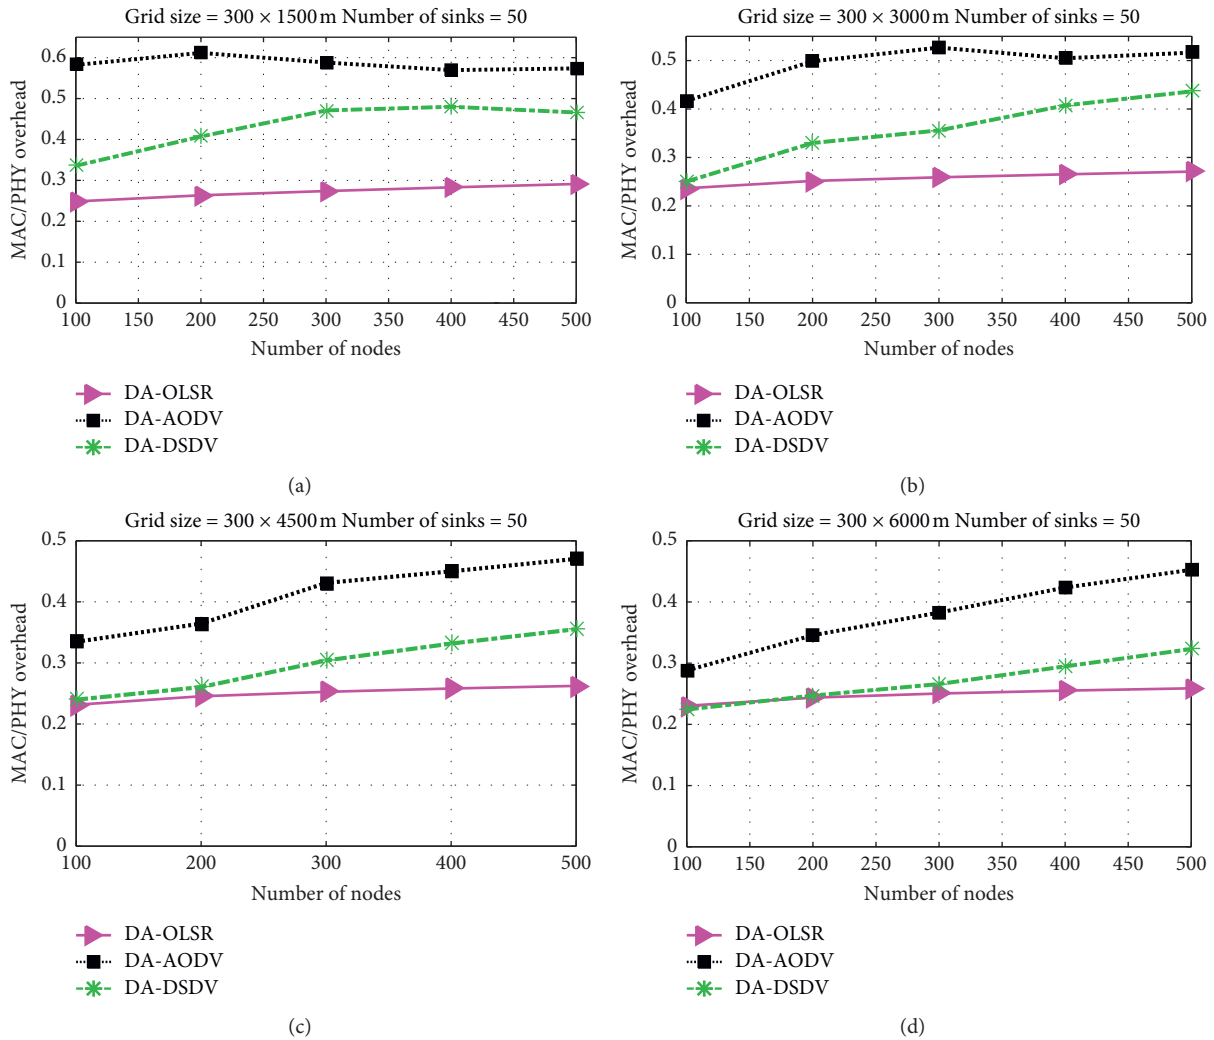 Grid size = 300 × 1500 m Number of sinks = 50
MAC/PHY overhead
0.6
0.5
0.4
0.3
0.2
0.1
0
100 150 200 250 300 350 400 450 500
Number of nodes
DA-OLSR
DA-AODV
DA-DSDV
(a)
Grid size = 300 × 3000 m Number of sinks = 50
MAC/PHY overhead
0.5
0.4
0.3
0.2
0.1
0
100 150 200 250 300 350 400 450 500
Number of nodes
DA-OLSR
DA-AODV
DA-DSDV
(b)
Grid size = 300 × 4500 m Number of sinks = 50
MAC/PHY overhead
0.5
0.4
0.3
0.2
0.1
0
100 200 300 400 500
Number of nodes
DA-OLSR
DA-AODV
DA-DSDV
(c)
Grid size = 300 × 6000 m Number of sinks = 50
MAC/PHY overhead
0.5
0.4
0.3
0.2
0.1
0
100 150 200 250 300 350 400 450 500
Number of nodes
DA-OLSR
DA-AODV
DA-DSDV
(d)